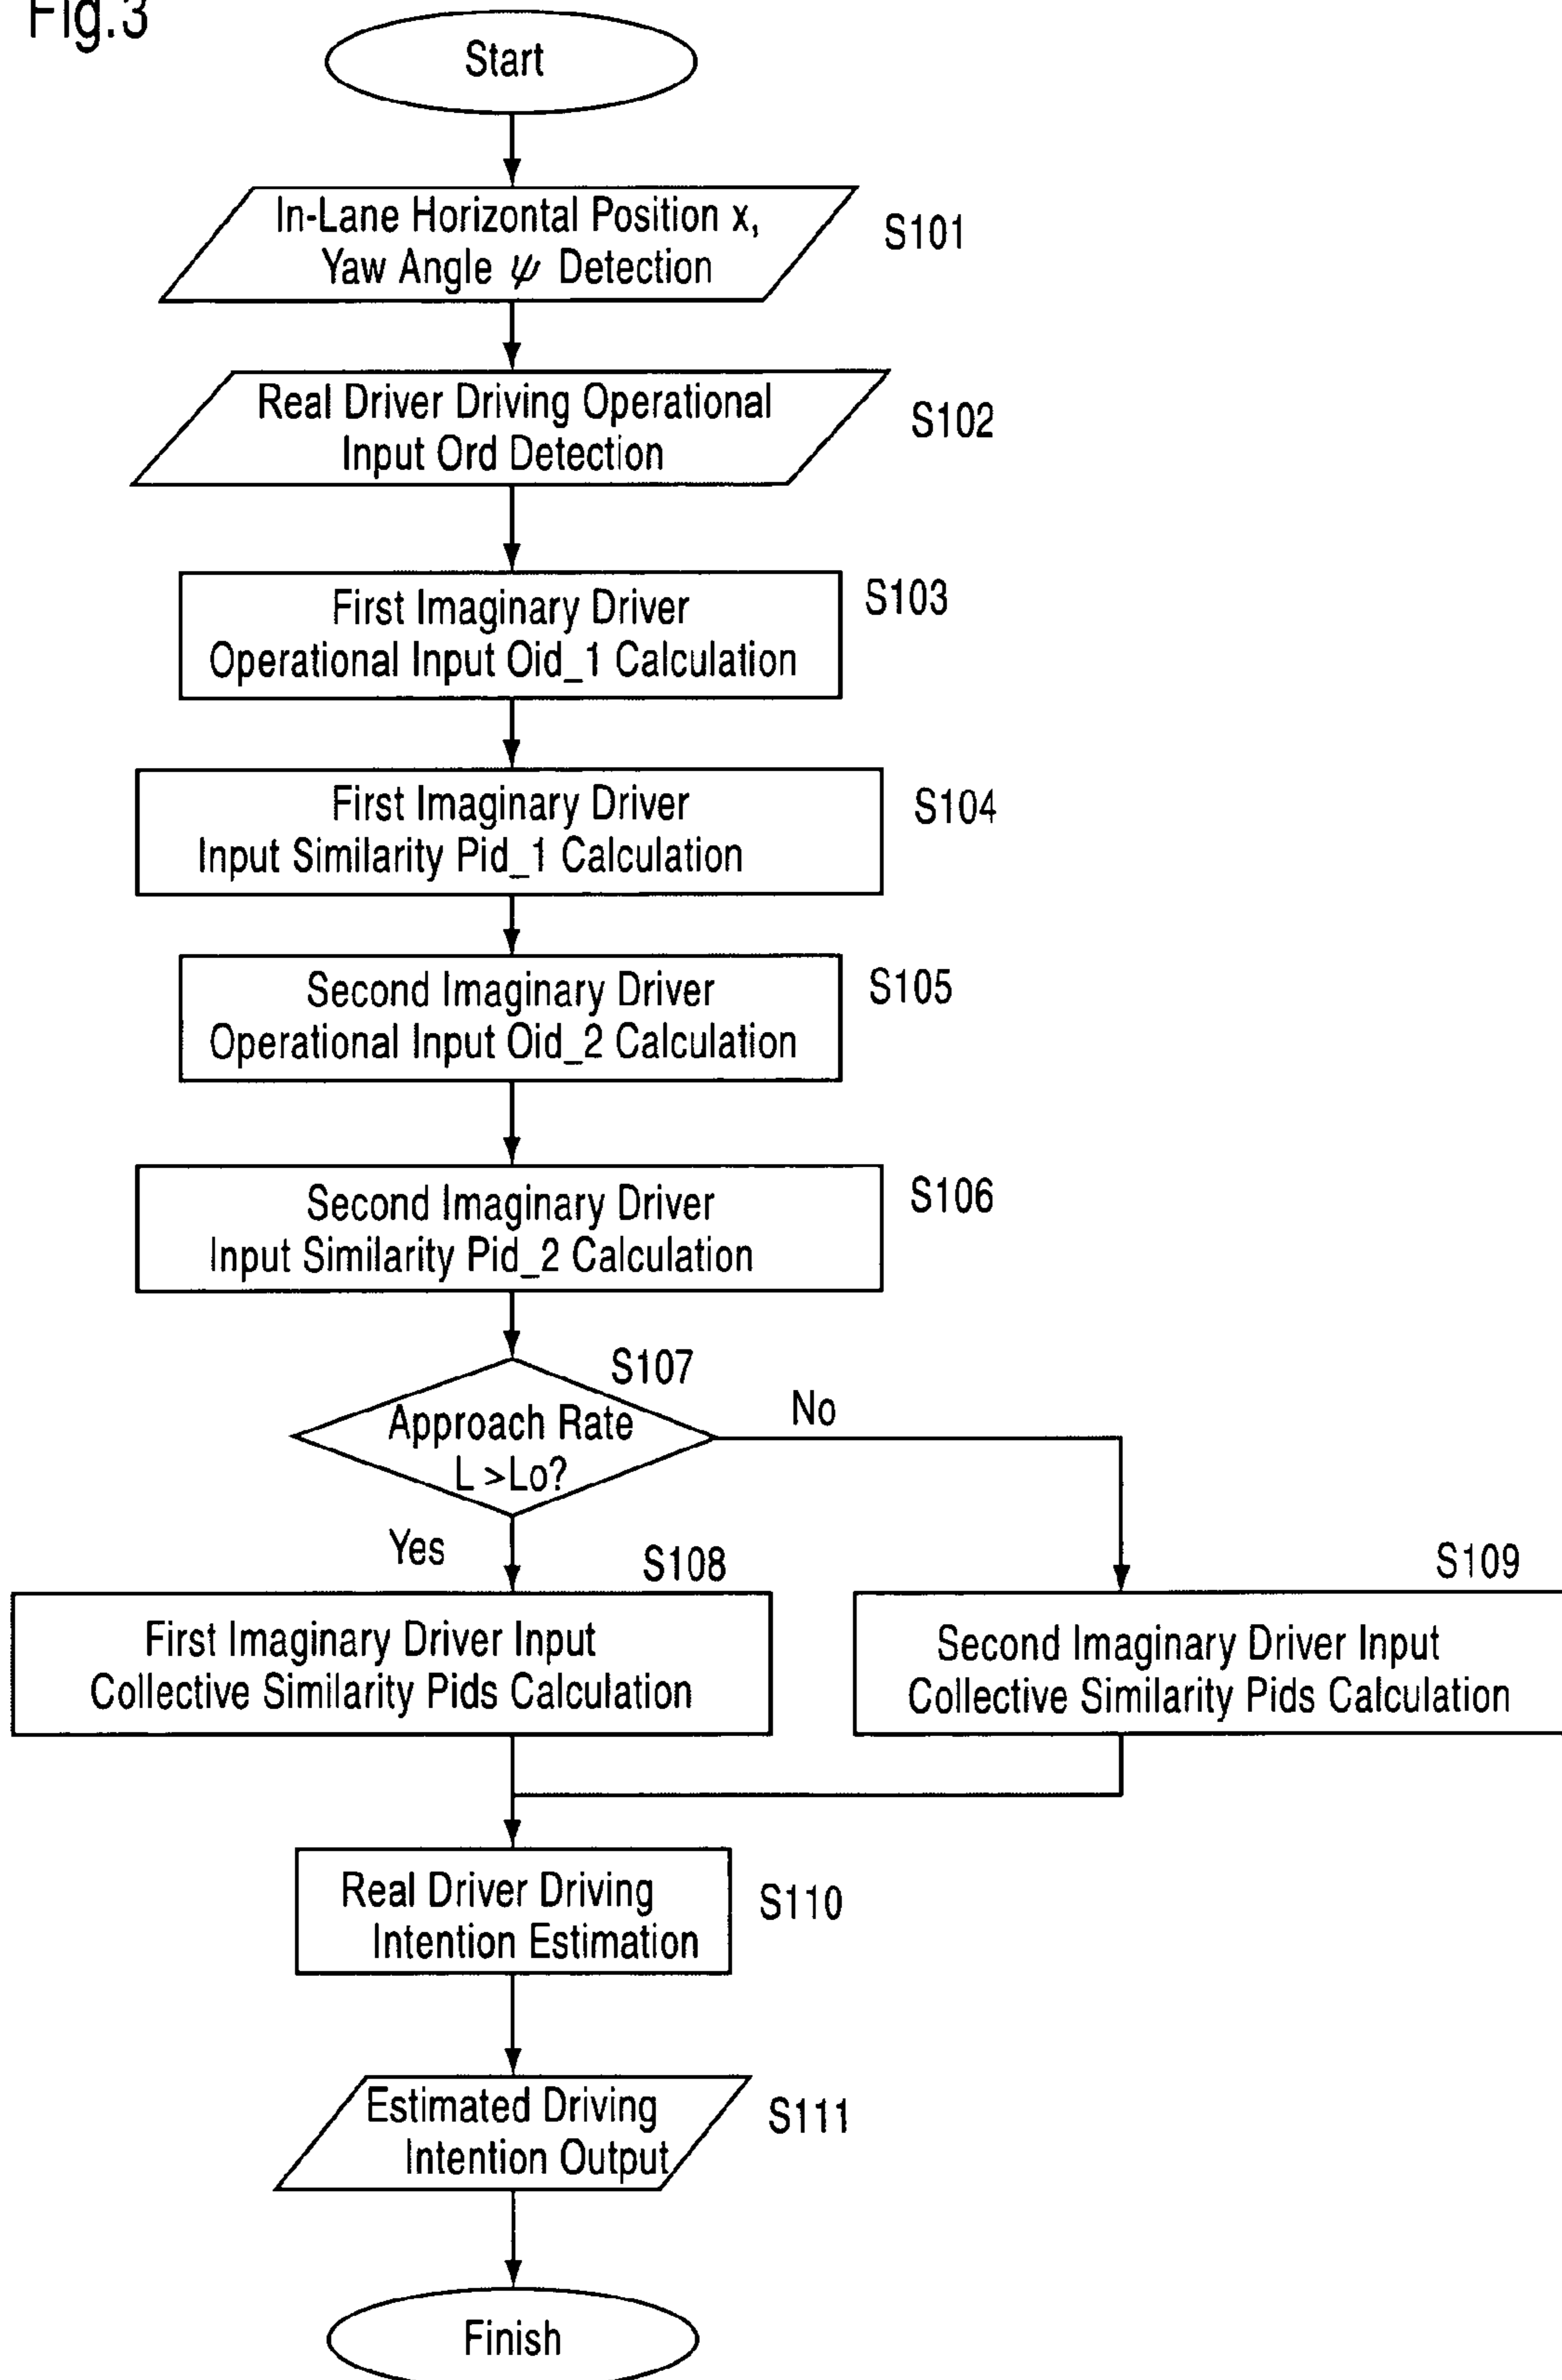 Fig.3
Start
In-Lane Horizontal Position x,
Yaw Angle ψ Detection
S101
Real Driver Driving Operational
Input Ord Detection
S102
First Imaginary Driver
Operational Input Oid_1 Calculation
S103
First Imaginary Driver
Input Similarity Pid_1 Calculation
S104
Second Imaginary Driver
Operational Input Oid_2 Calculation
S105
Second Imaginary Driver
Input Similarity Pid_2 Calculation
S106
S107
Approach Rate
L >Lo?
No
Yes
S108
First Imaginary Driver Input
Collective Similarity Pids Calculation
S109
Second Imaginary Driver Input
Collective Similarity Pids Calculation
Real Driver Driving
Intention Estimation
S110
Estimated Driving
Intention Output
S111
Finish